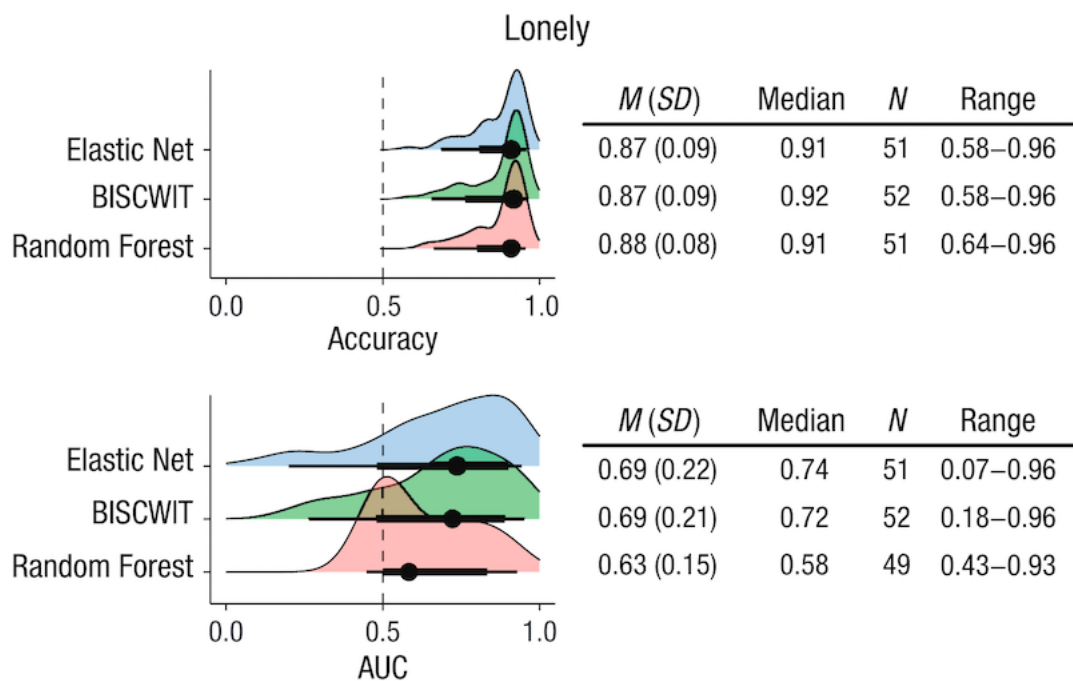 Lonely
M (SD) Median N Range
Elastic Net 0.87 (0.09) 0.91 51 0.58–0.96
BISCWIT 0.87 (0.09) 0.92 52 0.58–0.96
Random Forest 0.88 (0.08) 0.91 51 0.64–0.96
0.0 0.5 1.0
Accuracy
M (SD) Median N Range
Elastic Net 0.69 (0.22) 0.74 51 0.07–0.96
BISCWIT 0.69 (0.21) 0.72 52 0.18–0.96
Random Forest 0.63 (0.15) 0.58 49 0.43–0.93
0.0 0.5 1.0
AUC